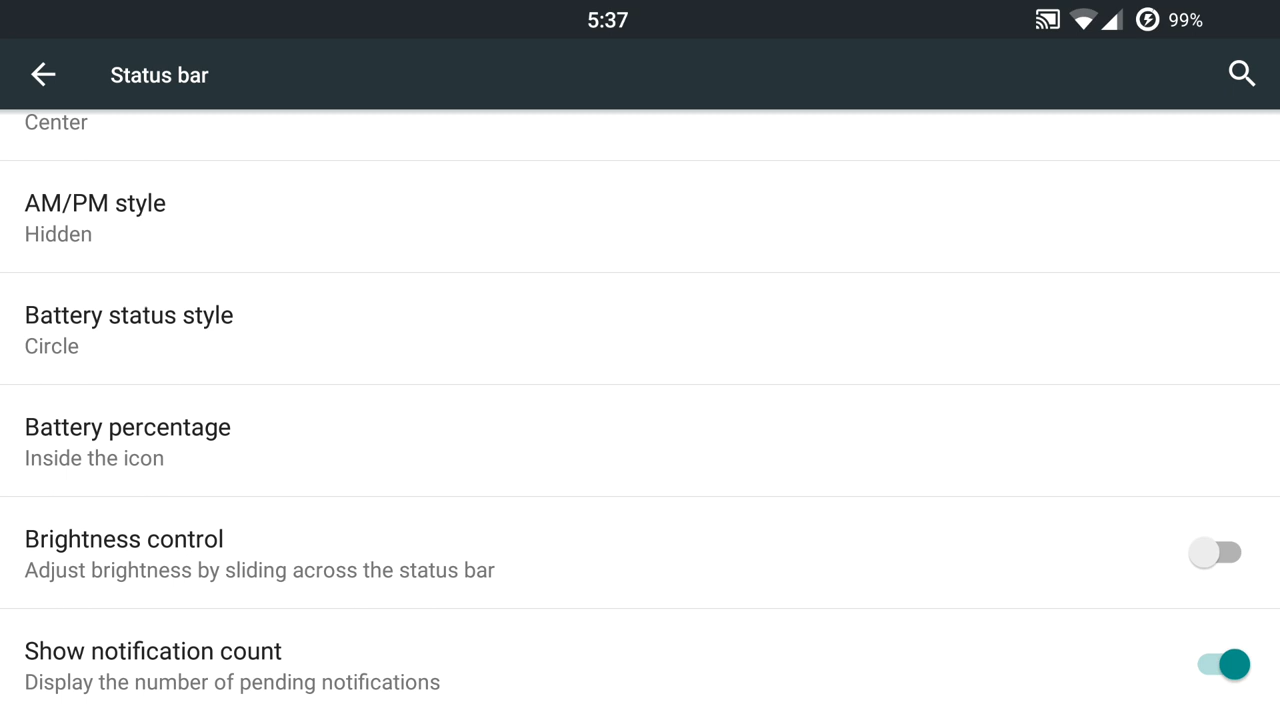 5:37
99%
Status bar
Center
AM/PM style
Hidden
Battery status style
Circle
Battery percentage
Inside the icon
Brightness control
Adjust brightness by sliding across the status bar
Show notification count
Display the number of pending notifications